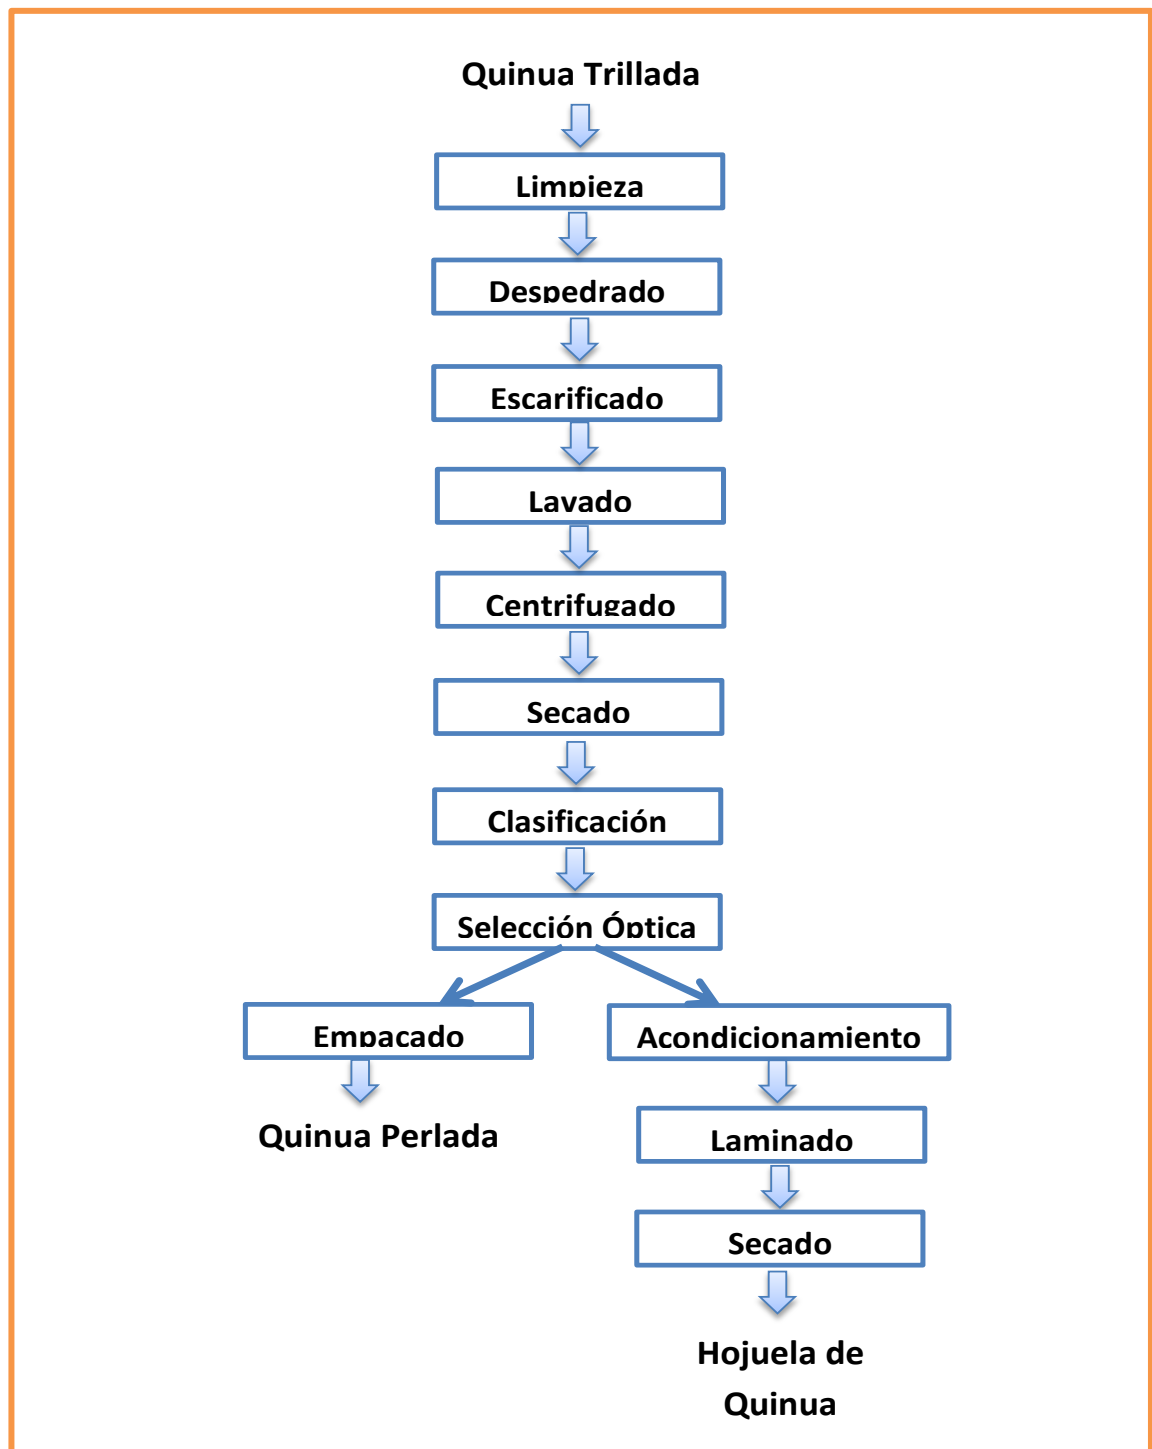 Quinua Trillada
Limpieza
Despedrado
Escarificado
Lavado
Centrifugado
Secado
Clasificación
Selección Óptica
Empacado
Acondicionamiento
Quinua Perlada
Laminado
Secado
Hojuela de
Quinua